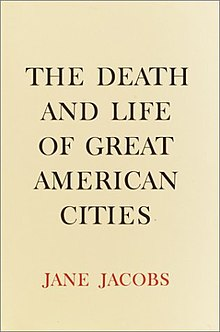 THE DEATH
AND LIFE
OF GREAT
AMERICAN
CITIES
JANE JACOBS